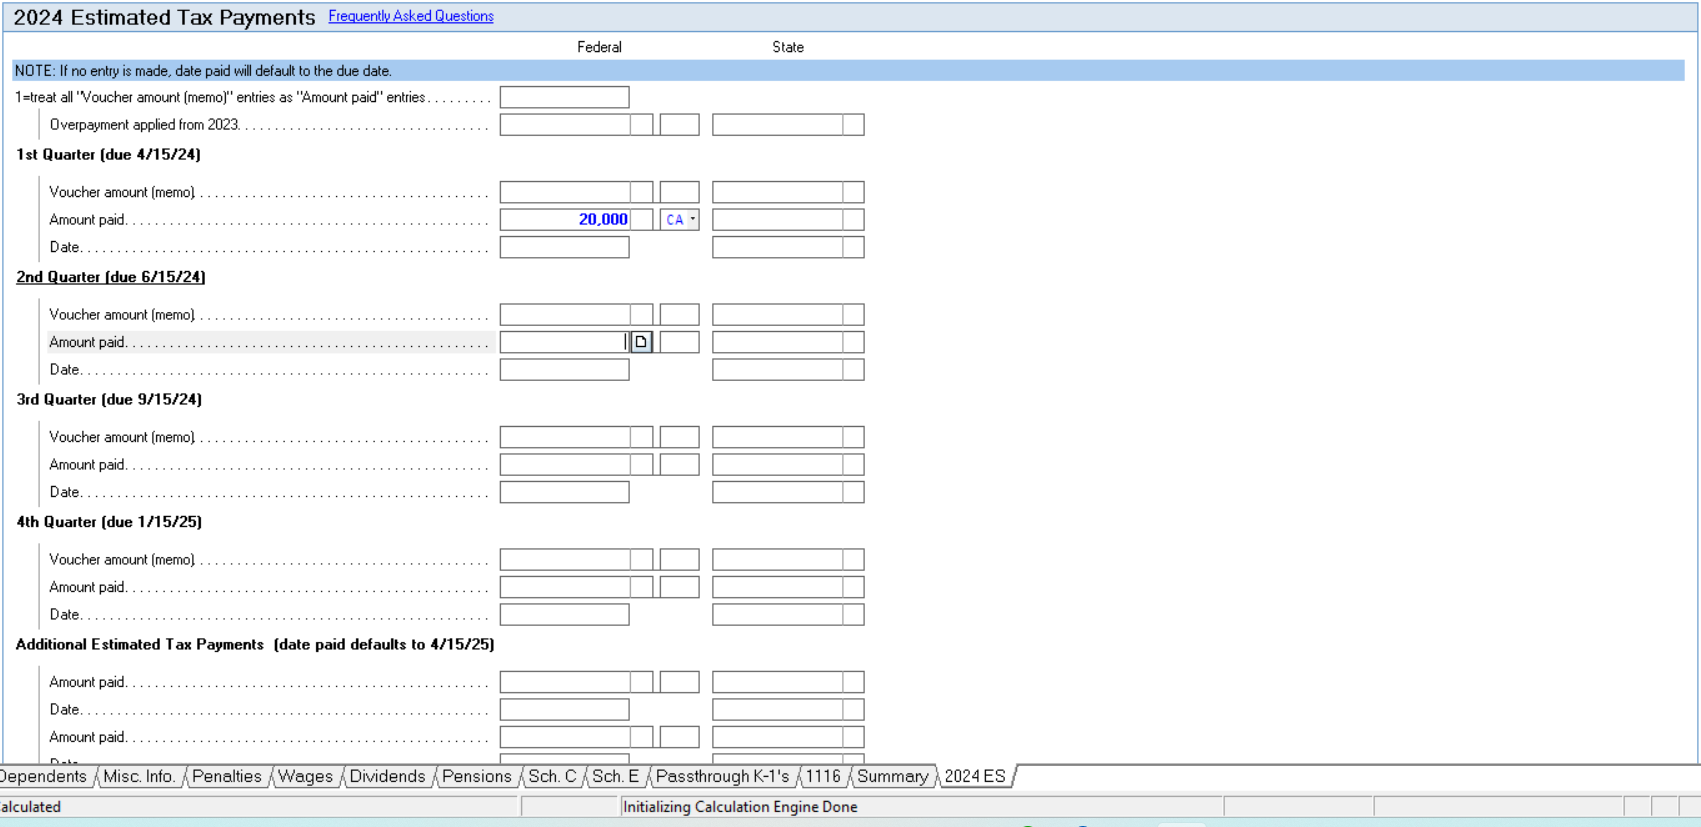 2024 Estimated Tax Payments Frequently Asked Questions
Federal State
NOTE: If no entry is made, date paid will default to the due date.
1=treat all "Voucher amount (memo)" entries as "Amount paid" entries
Overpayment applied from 2023
1st Quarter (due 4/15/24)
Voucher amount (memo)
Amount paid 20,000 CA
Date
2nd Quarter (due 6/15/24)
Voucher amount (memo)
Amount paid
Date
3rd Quarter (due 9/15/24)
Voucher amount (memo)
Amount paid
Date
4th Quarter (due 1/15/25)
Voucher amount (memo)
Amount paid
Date
Additional Estimated Tax Payments (date paid defaults to 4/15/25)
Amount paid
Date
Amount paid
Date
Dependents Misc. Info. Penalties Wages Dividends Pensions Sch. C Sch. E Passthrough K-1's 1116 Summary 2024 ES
alculated Initializing Calculation Engine Done